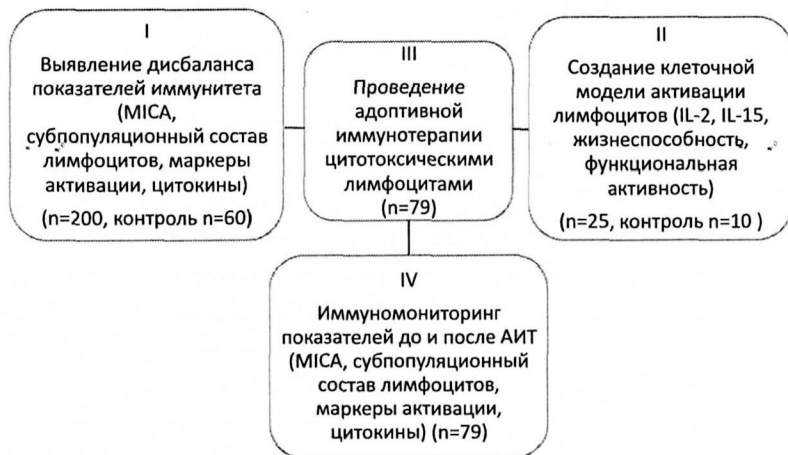 I
Выявление дисбаланса
показателей иммунитета
(MICA,
субпопуляционный состав
лимфоцитов, маркеры
активации, цитокины)
(n=200, контроль n=60)
III
Проведение
адоптивной
иммунотерапии
цитотоксическими
лимфоцитами
(n=79)
II
Создание клеточной
модели активации
лимфоцитов (IL-2, IL-15,
жизнеспособность,
функциональная
активность)
(n=25, контроль n=10 )
IV
Иммуномониторинг
показателей до и после АИТ
(MICA, субпопуляционный
состав лимфоцитов,
маркеры активации,
цитокины) (n=79)